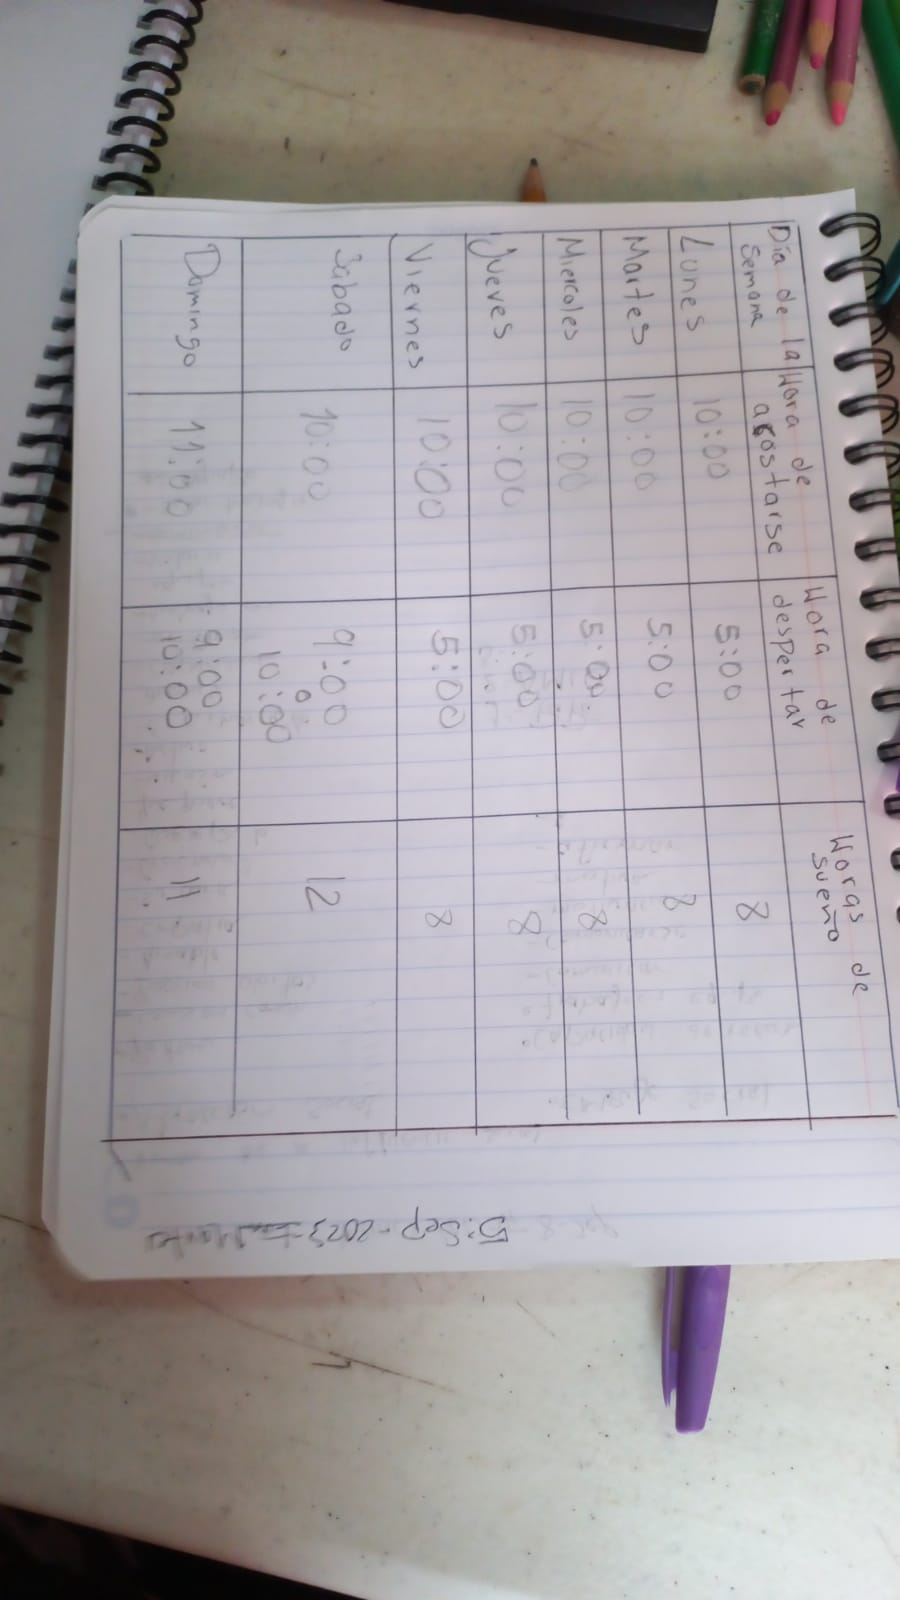 Día de la
Semana
Hora de
acostarse
Hora de
despertar
Horas de
sueño
Lunes
10:00
5:00
8
Martes
10:00
5:00
8
Miercoles
10:00
5:00
8
Jueves
10:00
5:00
8
Viernes
10:00
5:00
8
Sabado
10:00
9:00
o
10:00
12
Domingo
11:00
9:00
10:00
11
5-Sep-2023